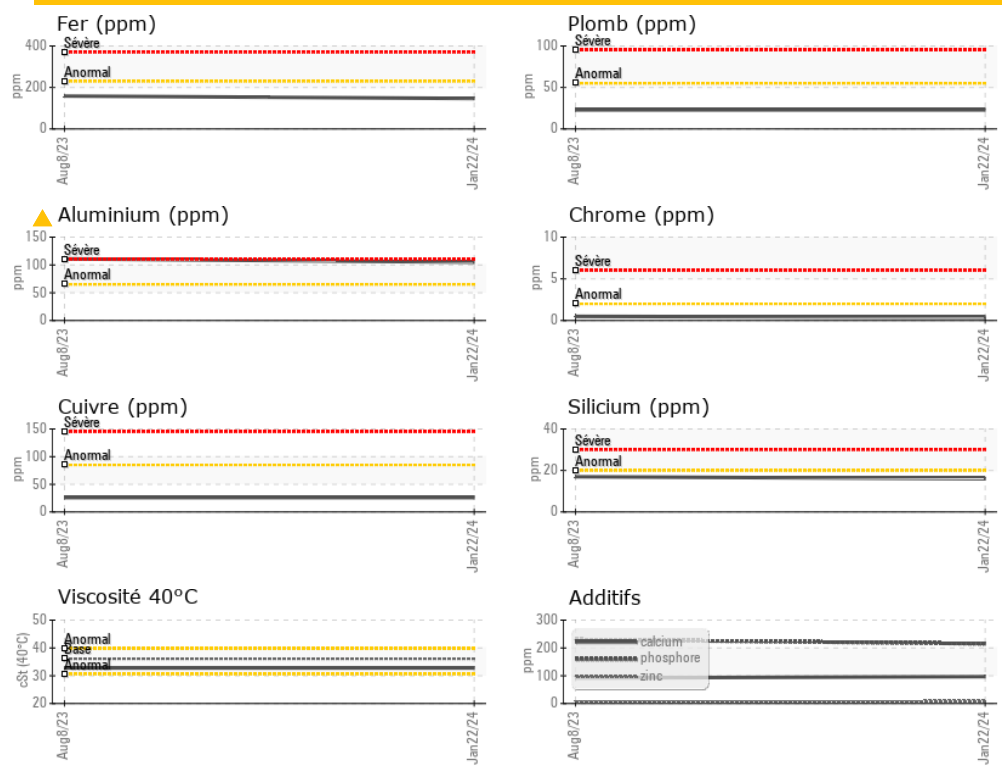 Fer (ppm)
400
200
0
ppm
Sévère
Anormal
Aug8/23
Jan22/24
Plomb (ppm)
100
50
0
ppm
Sévère
Anormal
Aug8/23
Jan22/24
Aluminium (ppm)
150
100
50
0
ppm
Sévère
Anormal
Aug8/23
Jan22/24
Chrome (ppm)
10
5
0
ppm
Sévère
Anormal
Aug8/23
Jan22/24
Cuivre (ppm)
150
100
50
0
ppm
Sévère
Anormal
Aug8/23
Jan22/24
Silicium (ppm)
40
20
0
ppm
Sévère
Anormal
Aug8/23
Jan22/24
Viscosité 40°C
50
40
30
20
cSt (40°C)
Anormal
Base
Anormal
Aug8/23
Jan22/24
Additifs
300
200
100
0
ppm
calcium
phosphore
zinc
Aug8/23
Jan22/24